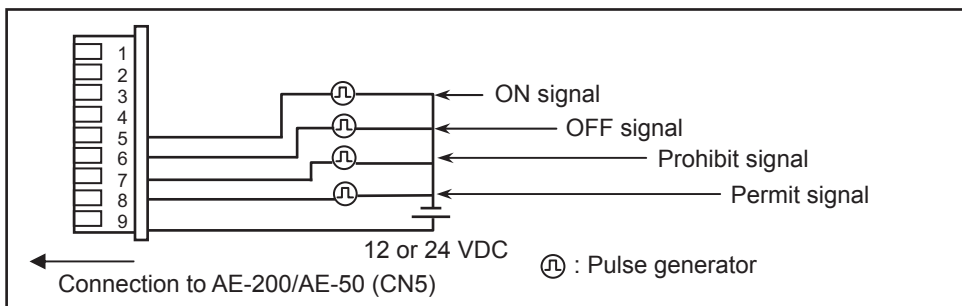 1
2
3
4
5
6
7
8
9
ON signal
OFF signal
Prohibit signal
Permit signal
12 or 24 VDC
: Pulse generator
Connection to AE-200/AE-50 (CN5)